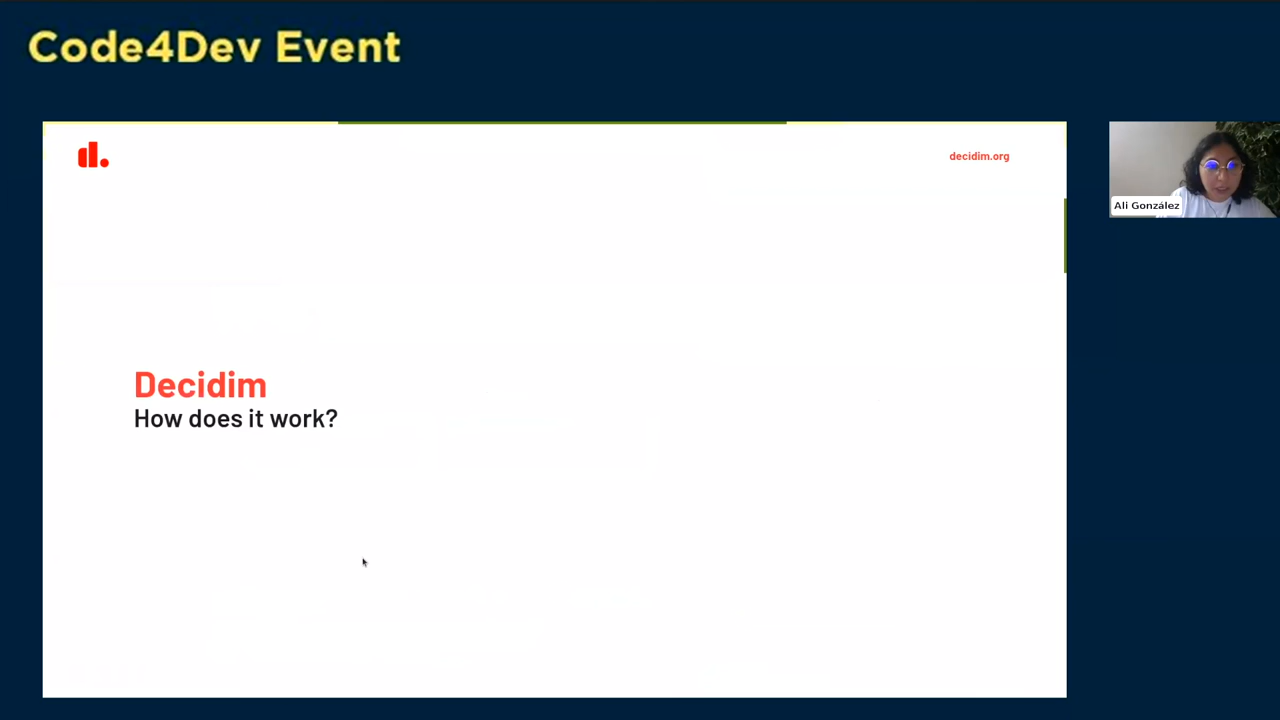 Code4Dev Event
decidim.org
Ali González
Decidim
How does it work?